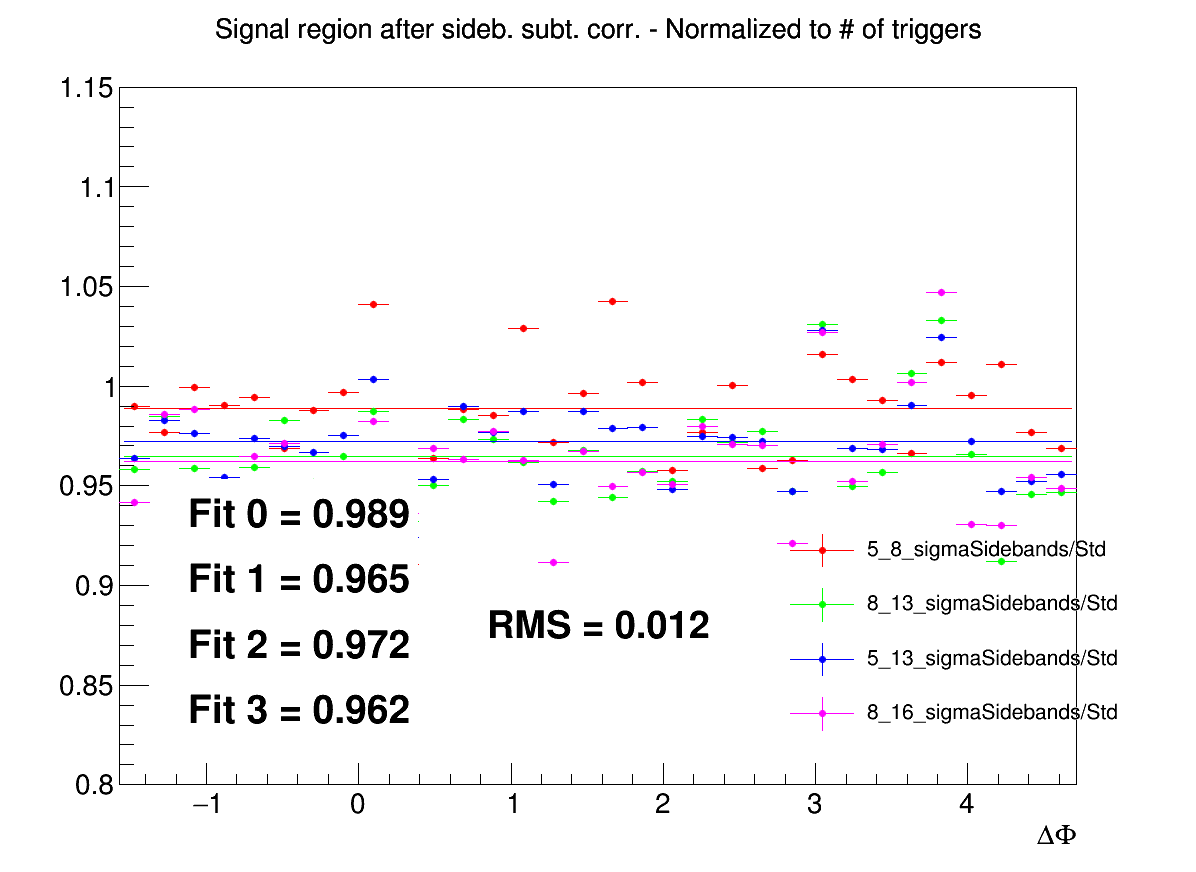 Signal region after sideb. subt. corr. - Normalized to # of triggers
1.15
1.1
1.05
1
0.95
0.9
0.85
0.8
Fit 0 = 0.989
Fit 1 = 0.965
Fit 2 = 0.972
Fit 3 = 0.962
RMS = 0.012
5_8_sigmaSidebands/Std
8_13_sigmaSidebands/Std
5_13_sigmaSidebands/Std
8_16_sigmaSidebands/Std
−1 0 1 2 3 4
ΔΦ